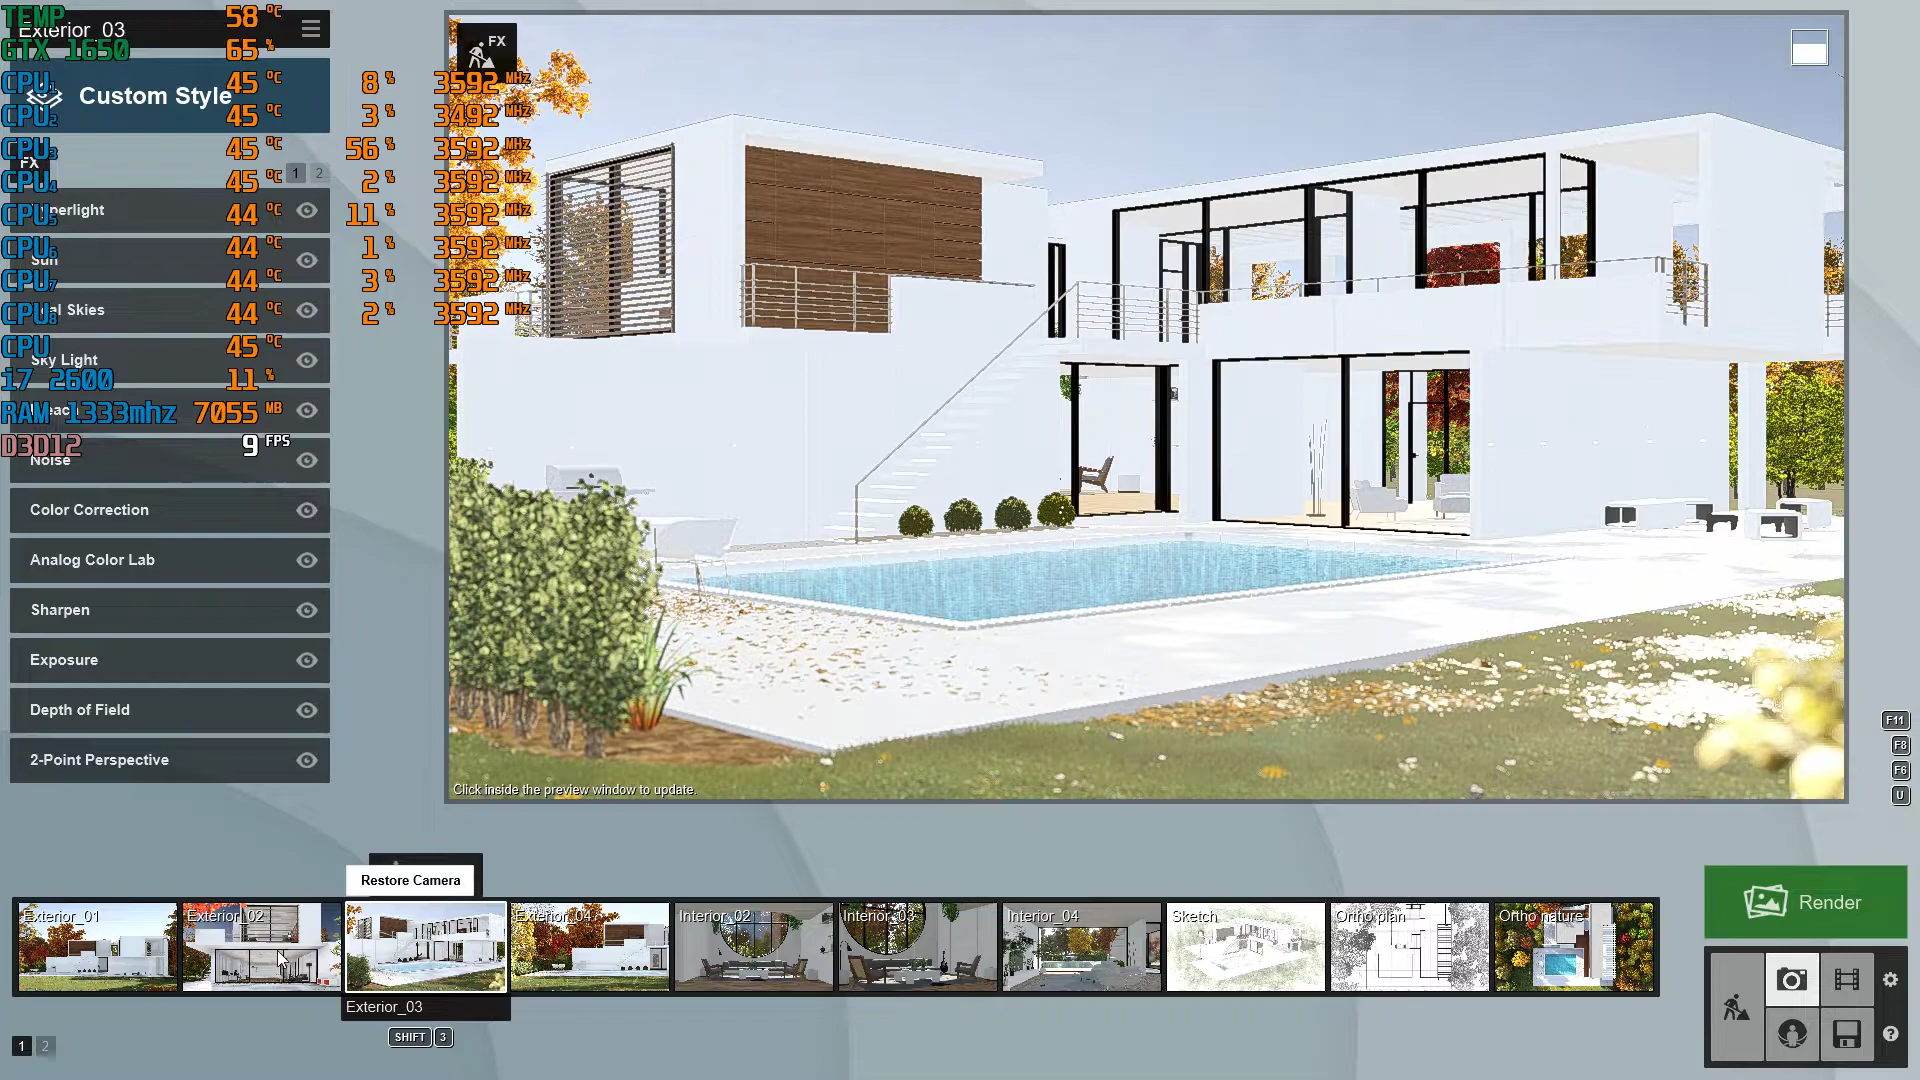 Exterior_03
TEMP 58 °C
GTX 1650 65 %
CPU1 45 °C 8 % 3592 MHz
Custom Style
CPU2 45 °C 3 % 3492 MHz
CPU3 45 °C 56 % 3592 MHz
FX
1 2
CPU4 45 °C 2 % 3592 MHz
CPU5 44 °C 11 % 3592 MHz
CPU6 44 °C 1 % 3592 MHz
Sun
CPU7 44 °C 3 % 3592 MHz
CPU8 44 °C 2 % 3592 MHz
Skies
CPU 45 °C
Sky Light
i7 2600 11 %
RAM 1333mhz 7055 MB
D3D12 9 FPS
Noise
Color Correction
Analog Color Lab
Sharpen
Exposure
Depth of Field
2-Point Perspective
FX
Click inside the preview window to update.
F11
F8
F6
U
Restore Camera
Exterior_01
Exterior_02
Exterior_04
Interior_02
Interior_03
Interior_04
Sketch
Ortho plan
Ortho nature
Exterior_03
SHIFT 3
1 2
Render
?